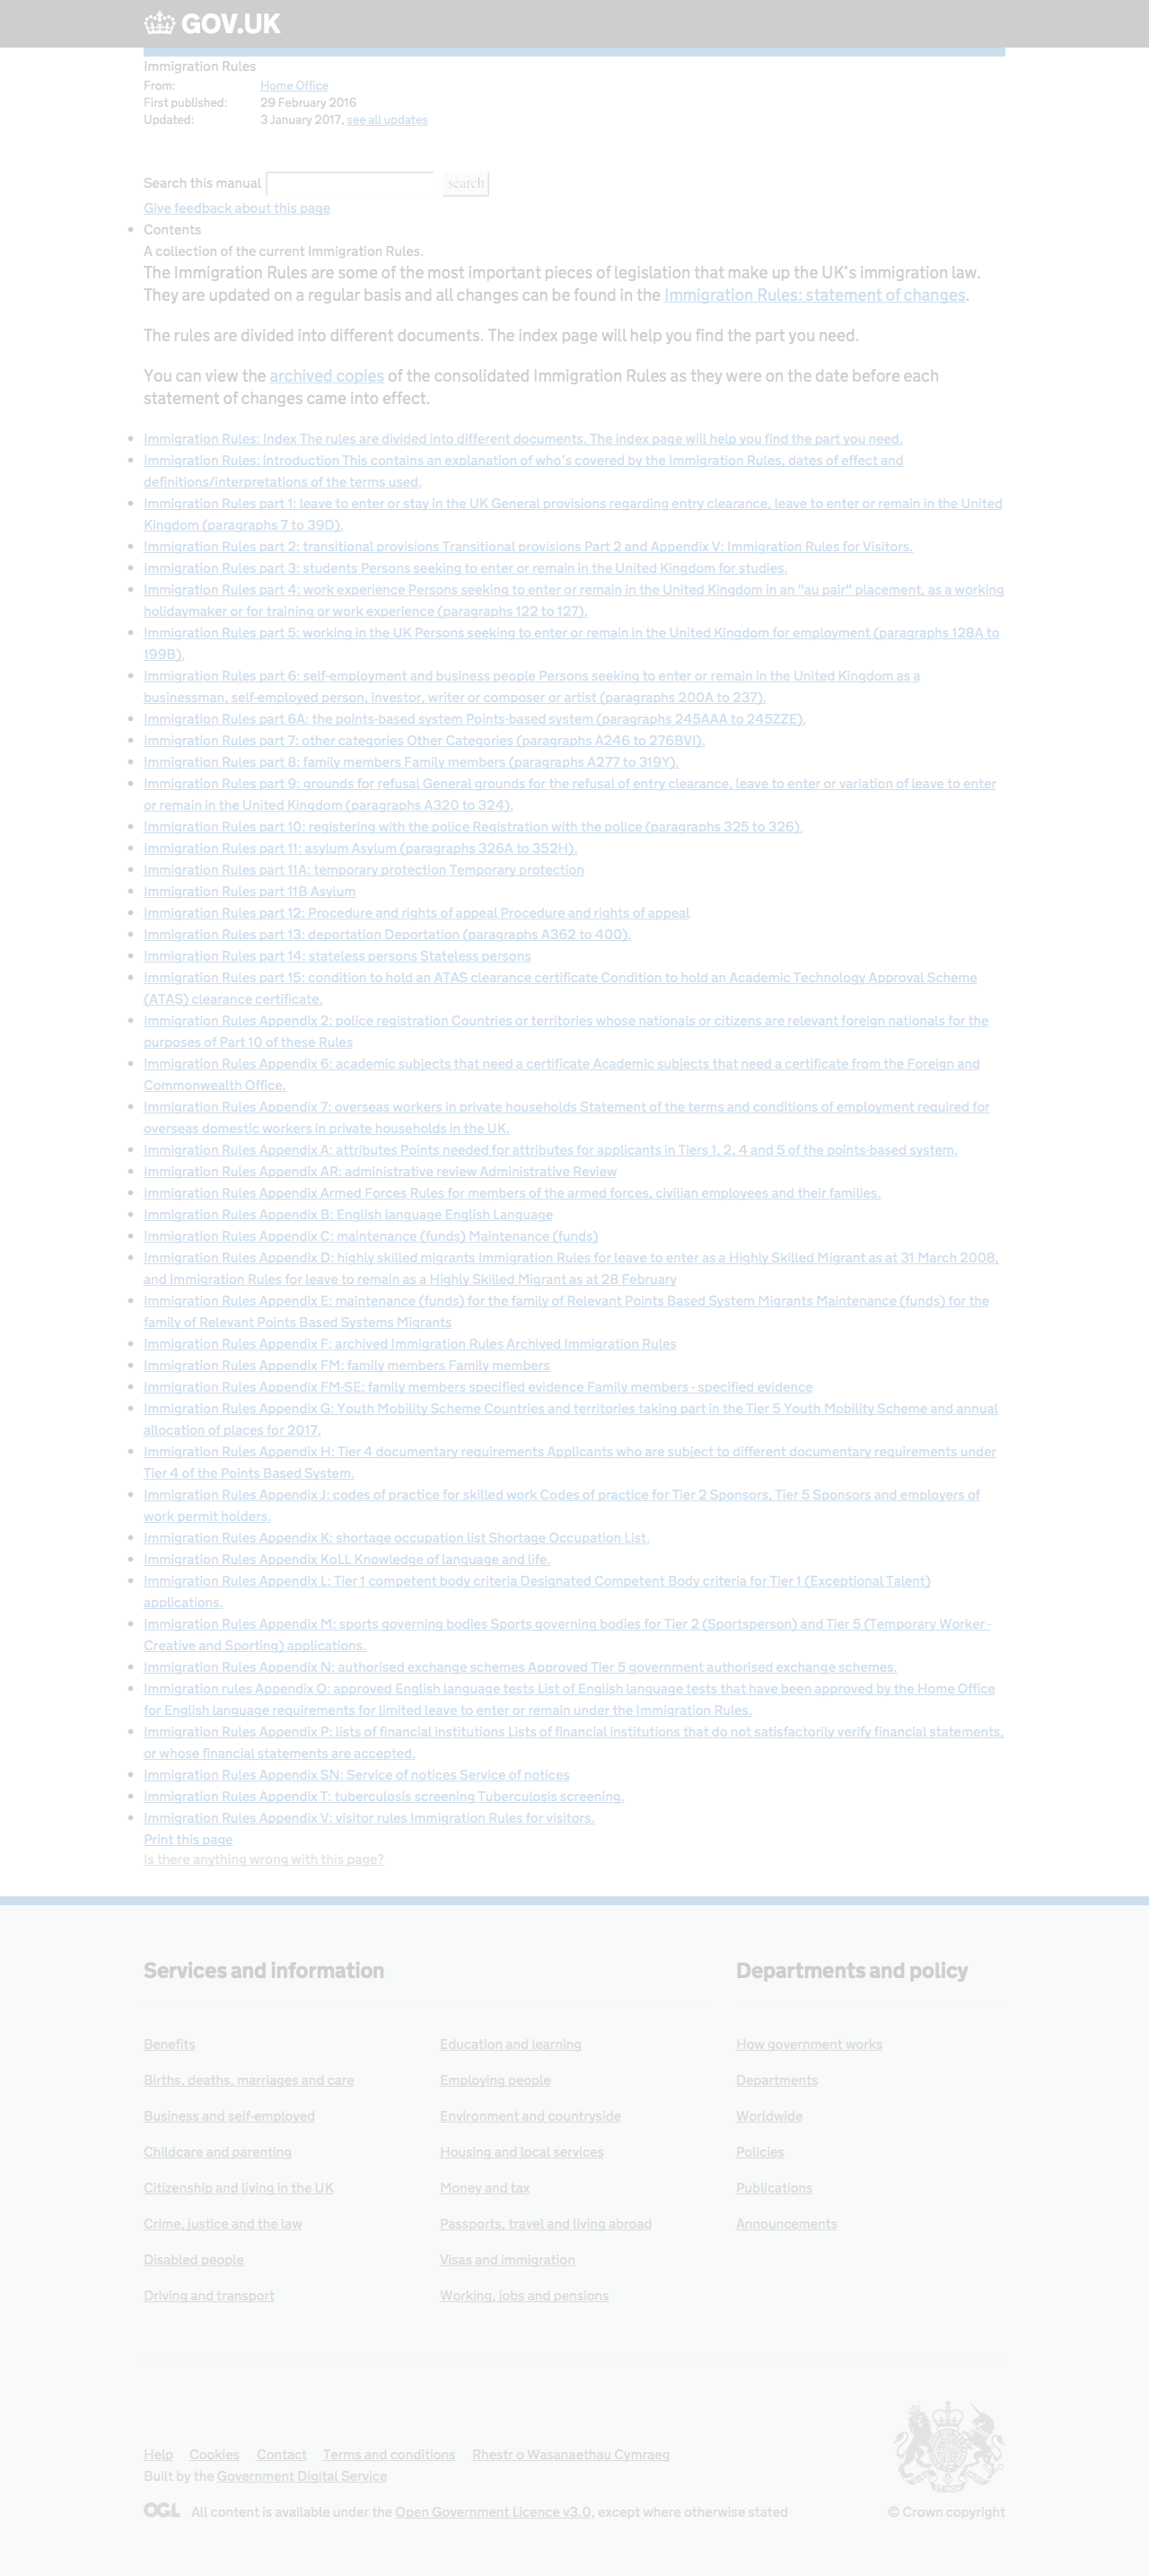 GOV.UK
Immigration Rules
From: Home Office
First published: 29 February 2016
Updated: 3 January 2017, see all updates
Search this manual search
Give feedback about this page
Contents
A collection of the current Immigration Rules.
The Immigration Rules are some of the most important pieces of legislation that make up the UK's immigration law.
They are updated on a regular basis and all changes can be found in the Immigration Rules: statement of changes.
The rules are divided into different documents. The index page will help you find the part you need.
You can view the archived copies of the consolidated Immigration Rules as they were on the date before each
statement of changes came into effect.
Immigration Rules: Index The rules are divided into different documents. The index page will help you find the part you need.
Immigration Rules: introduction This contains an explanation of who's covered by the Immigration Rules, dates of effect and
definitions/interpretations of the terms used.
Immigration Rules part 1: leave to enter or stay in the UK General provisions regarding entry clearance, leave to enter or remain in the United
Kingdom (paragraphs 7 to 39D).
Immigration Rules part 2: transitional provisions Transitional provisions Part 2 and Appendix V: Immigration Rules for Visitors.
Immigration Rules part 3: students Persons seeking to enter or remain in the United Kingdom for studies.
Immigration Rules part 4: work experience Persons seeking to enter or remain in the United Kingdom in an "au pair" placement, as a working
holidaymaker or for training or work experience (paragraphs 122 to 127).
Immigration Rules part 5: working in the UK Persons seeking to enter or remain in the United Kingdom for employment (paragraphs 128A to
199B).
Immigration Rules part 6: self-employment and business people Persons seeking to enter or remain in the United Kingdom as a
businessman, self-employed person, investor, writer or composer or artist (paragraphs 200A to 237).
Immigration Rules part 6A: the points-based system Points-based system (paragraphs 245AAA to 245ZZE).
Immigration Rules part 7: other categories Other Categories (paragraphs A246 to 276BVI).
Immigration Rules part 8: family members Family members (paragraphs A277 to 319Y).
Immigration Rules part 9: grounds for refusal General grounds for the refusal of entry clearance, leave to enter or variation of leave to enter
or remain in the United Kingdom (paragraphs A320 to 324).
Immigration Rules part 10: registering with the police Registration with the police (paragraphs 325 to 326).
Immigration Rules part 11: asylum Asylum (paragraphs 326A to 352H).
Immigration Rules part 11A: temporary protection Temporary protection
Immigration Rules part 11B Asylum
Immigration Rules part 12: Procedure and rights of appeal Procedure and rights of appeal
Immigration Rules part 13: deportation Deportation (paragraphs A362 to 400).
Immigration Rules part 14: stateless persons Stateless persons
Immigration Rules part 15: condition to hold an ATAS clearance certificate Condition to hold an Academic Technology Approval Scheme
(ATAS) clearance certificate.
Immigration Rules Appendix 2: police registration Countries or territories whose nationals or citizens are relevant foreign nationals for the
purposes of Part 10 of these Rules
Immigration Rules Appendix 6: academic subjects that need a certificate Academic subjects that need a certificate from the Foreign and
Commonwealth Office.
Immigration Rules Appendix 7: overseas workers in private households Statement of the terms and conditions of employment required for
overseas domestic workers in private households in the UK.
Immigration Rules Appendix A: attributes Points needed for attributes for applicants in Tiers 1, 2, 4 and 5 of the points-based system.
Immigration Rules Appendix AR: administrative review Administrative Review
Immigration Rules Appendix Armed Forces Rules for members of the armed forces, civilian employees and their families.
Immigration Rules Appendix B: English language English Language
Immigration Rules Appendix C: maintenance (funds) Maintenance (funds)
Immigration Rules Appendix D: highly skilled migrants Immigration Rules for leave to enter as a Highly Skilled Migrant as at 31 March 2008,
and Immigration Rules for leave to remain as a Highly Skilled Migrant as at 28 February
Immigration Rules Appendix E: maintenance (funds) for the family of Relevant Points Based System Migrants Maintenance (funds) for the
family of Relevant Points Based Systems Migrants
Immigration Rules Appendix F: archived Immigration Rules Archived Immigration Rules
Immigration Rules Appendix FM: family members Family members
Immigration Rules Appendix FM-SE: family members specified evidence Family members - specified evidence
Immigration Rules Appendix G: Youth Mobility Scheme Countries and territories taking part in the Tier 5 Youth Mobility Scheme and annual
allocation of places for 2017.
Immigration Rules Appendix H: Tier 4 documentary requirements Applicants who are subject to different documentary requirements under
Tier 4 of the Points Based System.
Immigration Rules Appendix J: codes of practice for skilled work Codes of practice for Tier 2 Sponsors, Tier 5 Sponsors and employers of
work permit holders.
Immigration Rules Appendix K: shortage occupation list Shortage Occupation List.
Immigration Rules Appendix KoLL Knowledge of language and life.
Immigration Rules Appendix L: Tier 1 competent body criteria Designated Competent Body criteria for Tier 1 (Exceptional Talent)
applications.
Immigration Rules Appendix M: sports governing bodies Sports governing bodies for Tier 2 (Sportsperson) and Tier 5 (Temporary Worker -
Creative and Sporting) applications.
Immigration Rules Appendix N: authorised exchange schemes Approved Tier 5 government authorised exchange schemes.
Immigration rules Appendix O: approved English language tests List of English language tests that have been approved by the Home Office
for English language requirements for limited leave to enter or remain under the Immigration Rules.
Immigration Rules Appendix P: lists of financial institutions Lists of financial institutions that do not satisfactorily verify financial statements,
or whose financial statements are accepted.
Immigration Rules Appendix SN: Service of notices Service of notices
Immigration Rules Appendix T: tuberculosis screening Tuberculosis screening.
Immigration Rules Appendix V: visitor rules Immigration Rules for visitors.
Print this page
Is there anything wrong with this page?
Services and information
Benefits
Births, deaths, marriages and care
Business and self-employed
Childcare and parenting
Citizenship and living in the UK
Crime, justice and the law
Disabled people
Driving and transport
Education and learning
Employing people
Environment and countryside
Housing and local services
Money and tax
Passports, travel and living abroad
Visas and immigration
Working, jobs and pensions
Departments and policy
How government works
Departments
Worldwide
Policies
Publications
Announcements
Help Cookies Contact Terms and conditions Rhestr o Wasanaethau Cymraeg
Built by the Government Digital Service
OGL All content is available under the Open Government Licence v3.0, except where otherwise stated
© Crown copyright